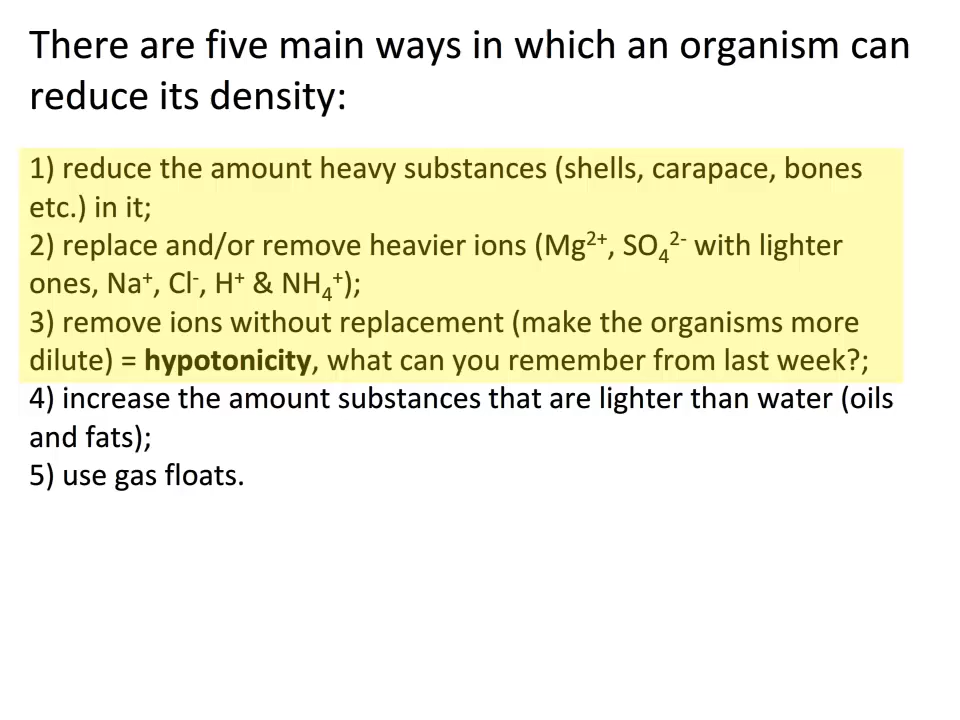 There are five main ways in which an organism can
reduce its density:
1) reduce the amount heavy substances (shells, carapace, bones
etc.) in it;
2) replace and/or remove heavier ions (Mg²⁺, SO₄²⁻ with lighter
ones, Na⁺, Cl⁻, H⁺ & NH₄⁺);
3) remove ions without replacement (make the organisms more
dilute) = hypotonicity, what can you remember from last week?;
4) increase the amount substances that are lighter than water (oils
and fats);
5) use gas floats.